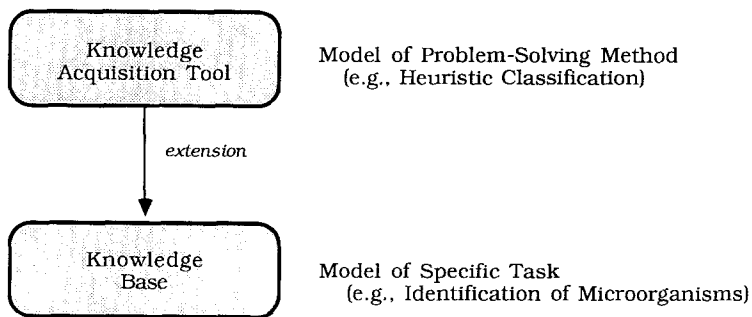 Knowledge
Acquisition Tool
Model of Problem-Solving Method
(e.g., Heuristic Classification)
extension
Knowledge
Base
Model of Specific Task
(e.g., Identification of Microorganisms)